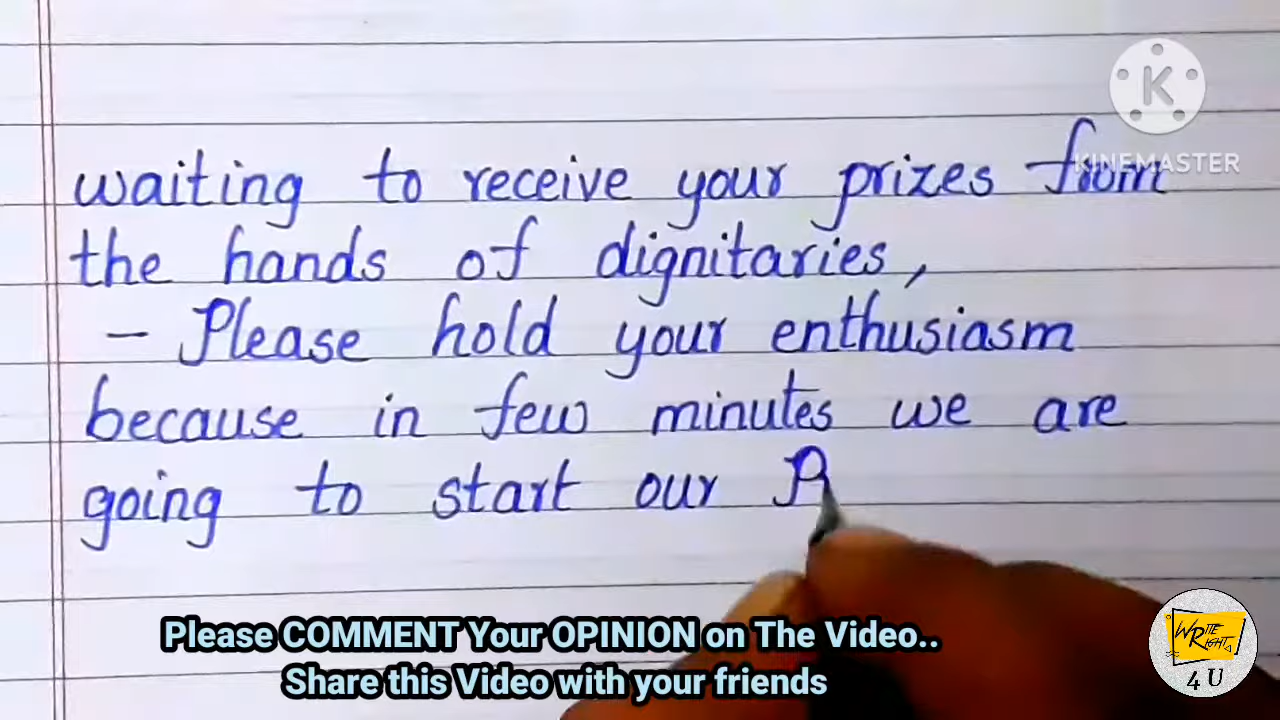 K
KINEMASTER
waiting to receive your prizes from
the hands of dignitaries,
- Please hold your enthusiasm
because in few minutes we are
going to start our
Please COMMENT Your OPINION on The Video..
Share this Video with your friends
WRITE
RIGHT
4 U